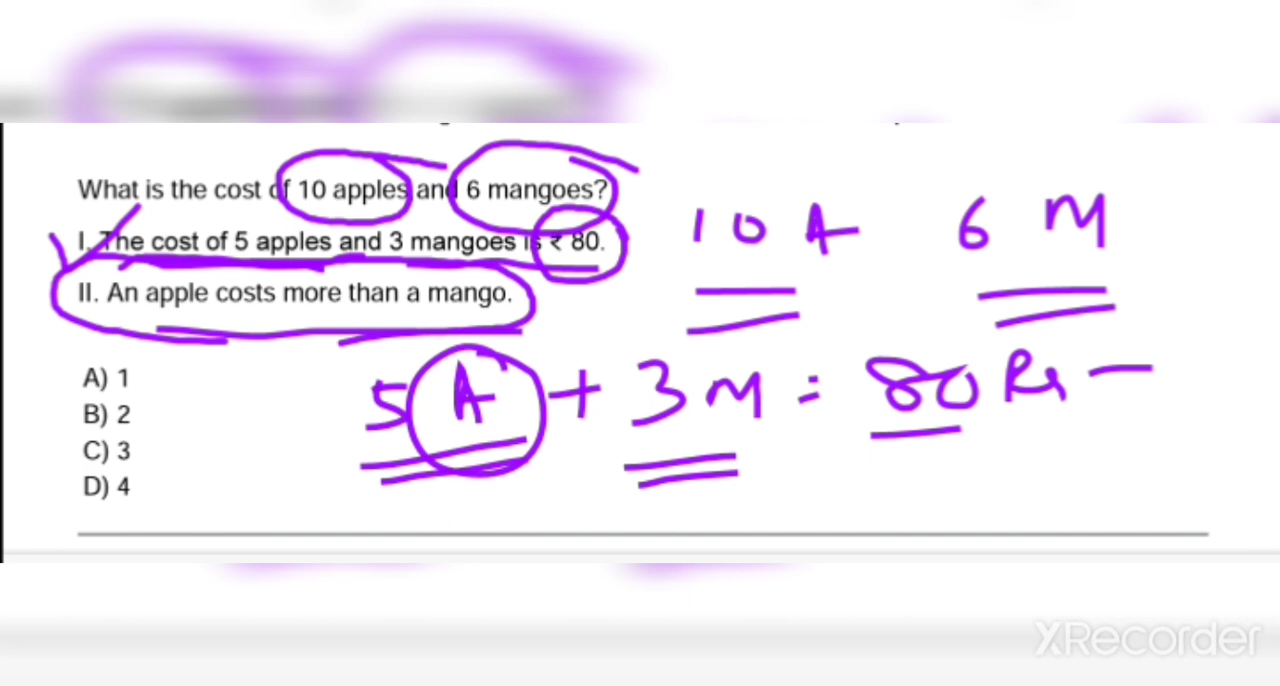 What is the cost of 10 apples and 6 mangoes?
10 A 6 M
I. The cost of 5 apples and 3 mangoes is ₹ 80.
II. An apple costs more than a mango.
5 A + 3 M = 80 Rs -
A) 1
B) 2
C) 3
D) 4
XRecorder